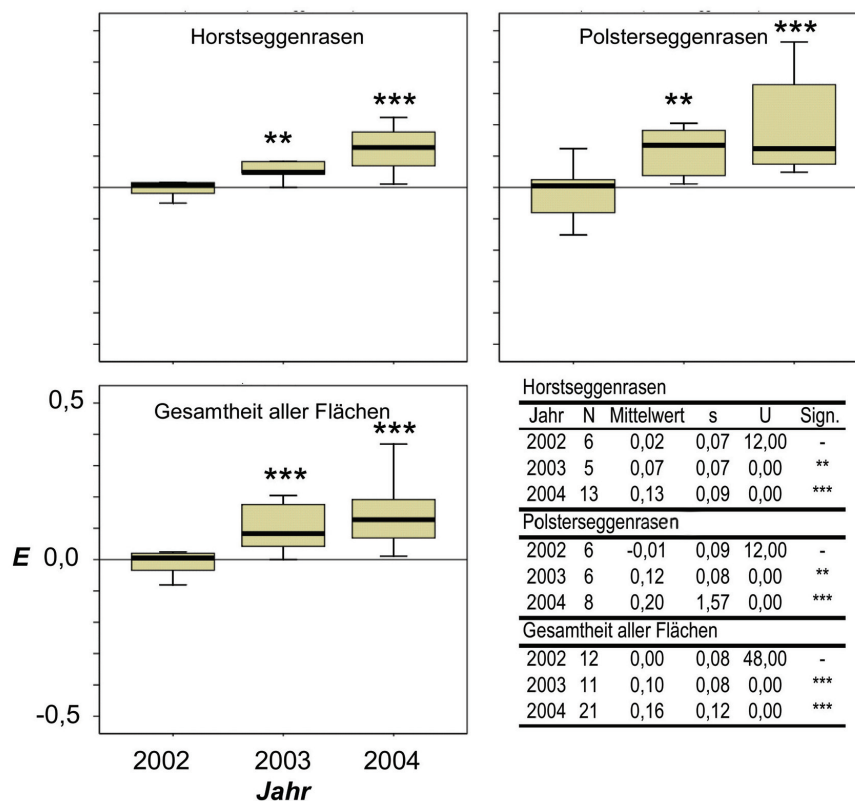 Horstseggenrasen
**
***
Polsterseggenrasen
**
***
Gesamtheit aller Flächen
***
***
0,5
E 0,0
-0,5
2002 2003 2004
Jahr
Horstseggenrasen
Jahr N Mittelwert s U Sign.
2002 6 0,02 0,07 12,00 -
2003 5 0,07 0,07 0,00 **
2004 13 0,13 0,09 0,00 ***
Polsterseggenrasen
2002 6 -0,01 0,09 12,00 -
2003 6 0,12 0,08 0,00 **
2004 8 0,20 1,57 0,00 ***
Gesamtheit aller Flächen
2002 12 0,00 0,08 48,00 -
2003 11 0,10 0,08 0,00 ***
2004 21 0,16 0,12 0,00 ***